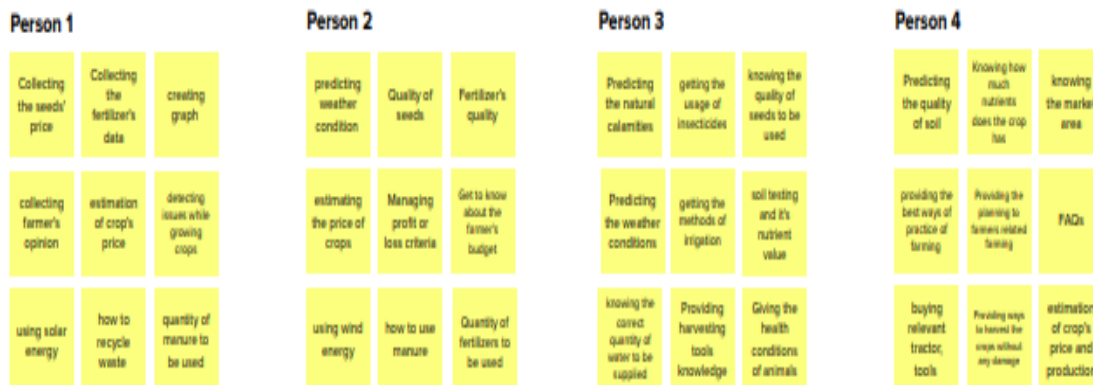 Person 1
Person 2
Person 3
Person 4
Collecting
the seeds'
price
Collecting
the
fertilizer's
data
creating
graph
predicting
weather
condition
Quality of
seeds
Fertilizer's
quality
Predicting
the natural
calamities
getting the
usage of
insecticides
knowing the
quality of
seeds to be
used
Predicting
the quality
of soil
Knowing how
much
nutrients
does the crop
has
knowing
the market
area
collecting
farmer's
opinion
estimation
of crop's
price
detecting
issues while
growing
crops
estimating
the price of
crops
Managing
profit or
loss criteria
Get to know
about the
farmer's
budget
Predicting
the weather
conditions
getting the
methods of
irrigation
soil testing
and it's
nutrient
value
providing the
best ways of
practice of
farming
Providing the
planning to
farmers related
farming
FAQs
using solar
energy
how to
recycle
waste
quantity of
manure to
be used
using wind
energy
how to use
manure
Quantity of
fertilizers to
be used
knowing the
correct
quantity of
water to be
supplied
Providing
harvesting
tools
knowledge
Giving the
health
conditions
of animals
buying
relevant
tractor,
tools
Providing ways
to harvest the
crops without
any damage
estimation
of crop's
price and
production